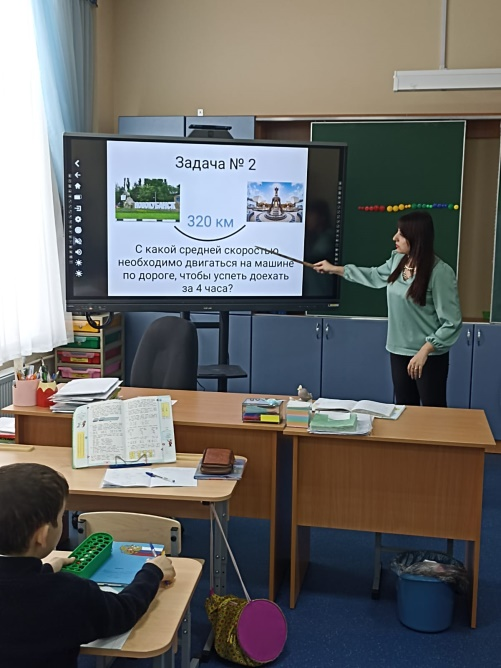 Задача № 2
320 км
С какой средней скоростью
необходимо двигаться на машине
по дороге, чтобы успеть доехать
за 4 часа?